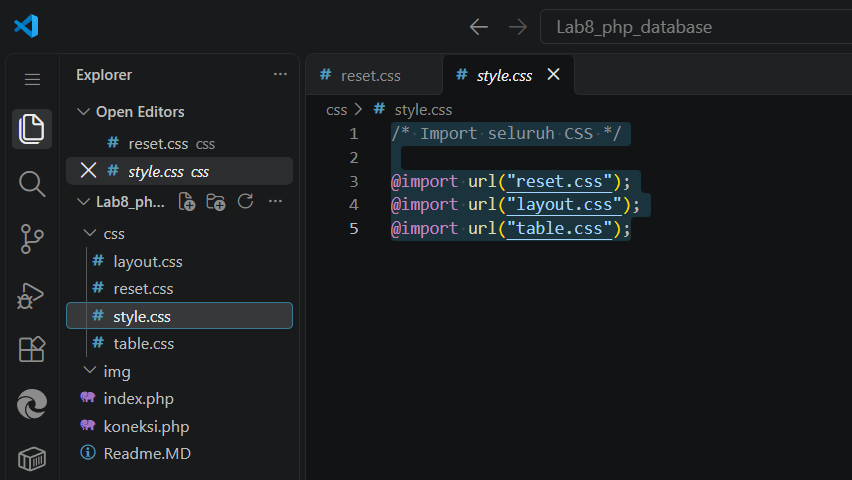 Lab8_php_database
Explorer ···
reset.css
style.css
Open Editors
reset.css css
style.css css
Lab8_ph... ···
css
layout.css
reset.css
style.css
table.css
img
index.php
koneksi.php
Readme.MD
css > # style.css
1 /* Import seluruh CSS */
2
3 @import url("reset.css");
4 @import url("layout.css");
5 @import url("table.css");